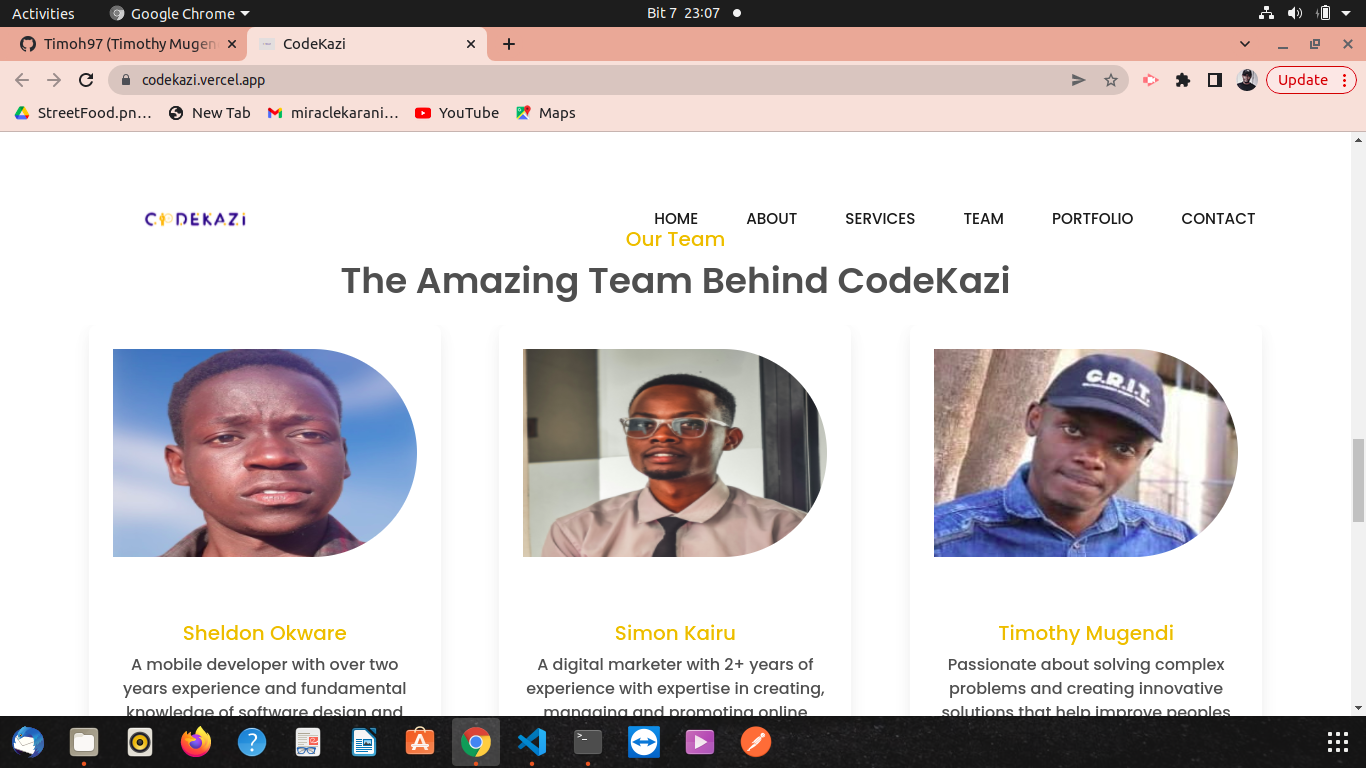 Activities
Google Chrome
Bit 7 23:07
Timoh97 (Timothy Mugen
CodeKazi
codekazi.vercel.app
Update
StreetFood.pn...
New Tab
miraclekarani...
YouTube
Maps
CODEKAZI
HOME
ABOUT
SERVICES
TEAM
PORTFOLIO
CONTACT
Our Team
The Amazing Team Behind CodeKazi
G.R.I.T.
Sheldon Okware
A mobile developer with over two
years experience and fundamental
knowledge of software design and
Simon Kairu
A digital marketer with 2+ years of
experience with expertise in creating,
managing and promoting online
Timothy Mugendi
Passionate about solving complex
problems and creating innovative
solutions that help improve peoples